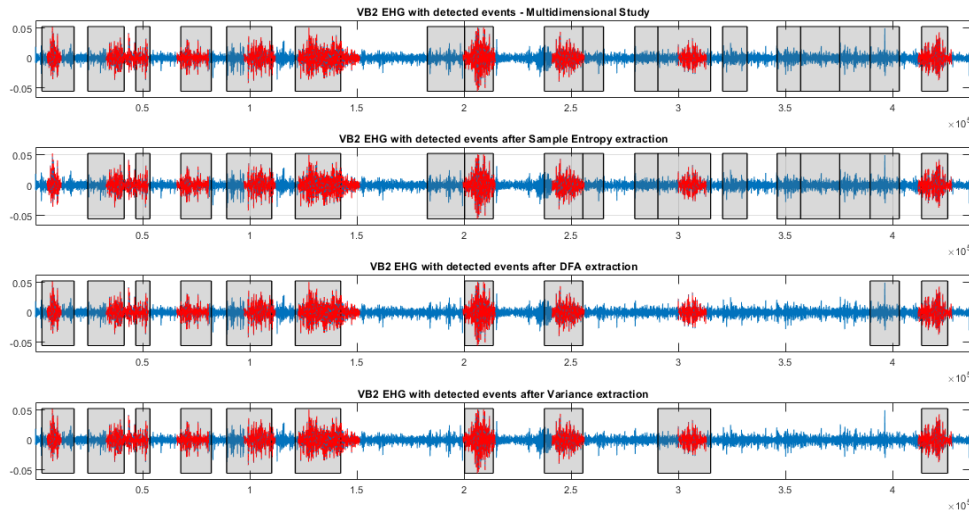 VB2 EHG with detected events - Multidimensional Study
0.05
0
-0.05
0.5 1 1.5 2 2.5 3 3.5 4
×10⁵
VB2 EHG with detected events after Sample Entropy extraction
0.05
0
-0.05
0.5 1 1.5 2 2.5 3 3.5 4
×10⁵
VB2 EHG with detected events after DFA extraction
0.05
0
-0.05
0.5 1 1.5 2 2.5 3 3.5 4
×10⁵
VB2 EHG with detected events after Variance extraction
0.05
0
-0.05
0.5 1 1.5 2 2.5 3 3.5 4
×10⁵